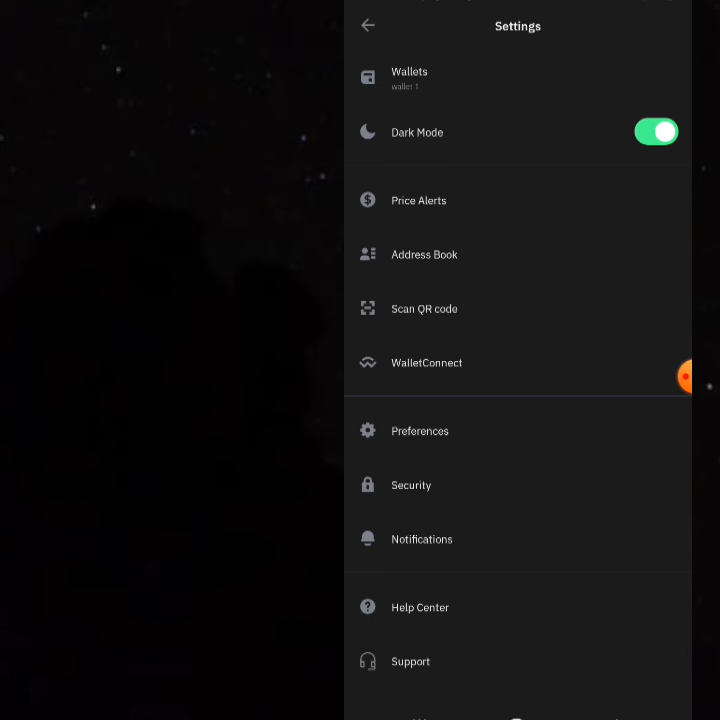 Settings
Wallets
wallet 1
Dark Mode
Price Alerts
Address Book
Scan QR code
WalletConnect
Preferences
Security
Notifications
Help Center
Support